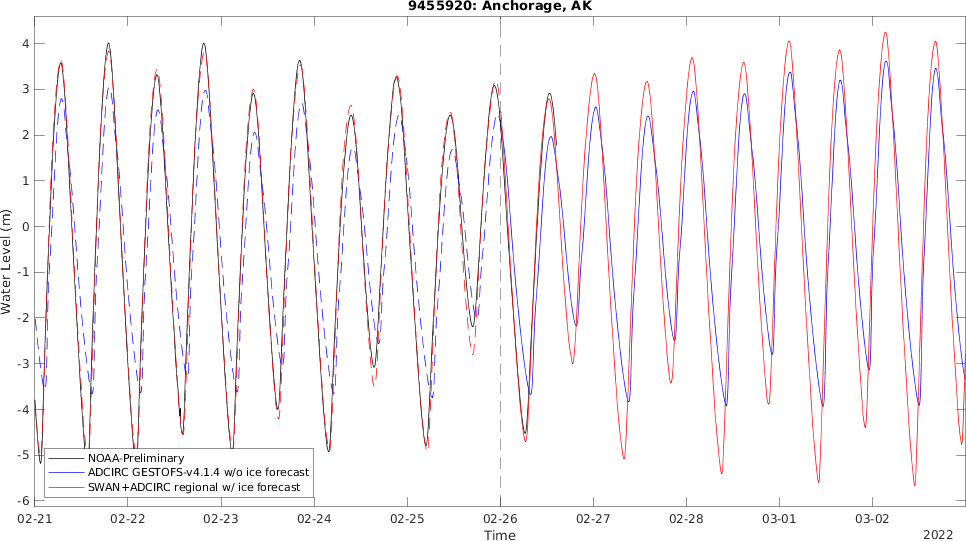 9455920: Anchorage, AK
4
3
2
1
0
-1
-2
-3
-4
-5
-6
Water Level (m)
NOAA-Preliminary
ADCIRC GESTOFS-v4.1.4 w/o ice forecast
SWAN+ADCIRC regional w/ ice forecast
02-21 02-22 02-23 02-24 02-25 02-26 02-27 02-28 03-01 03-02
Time
2022